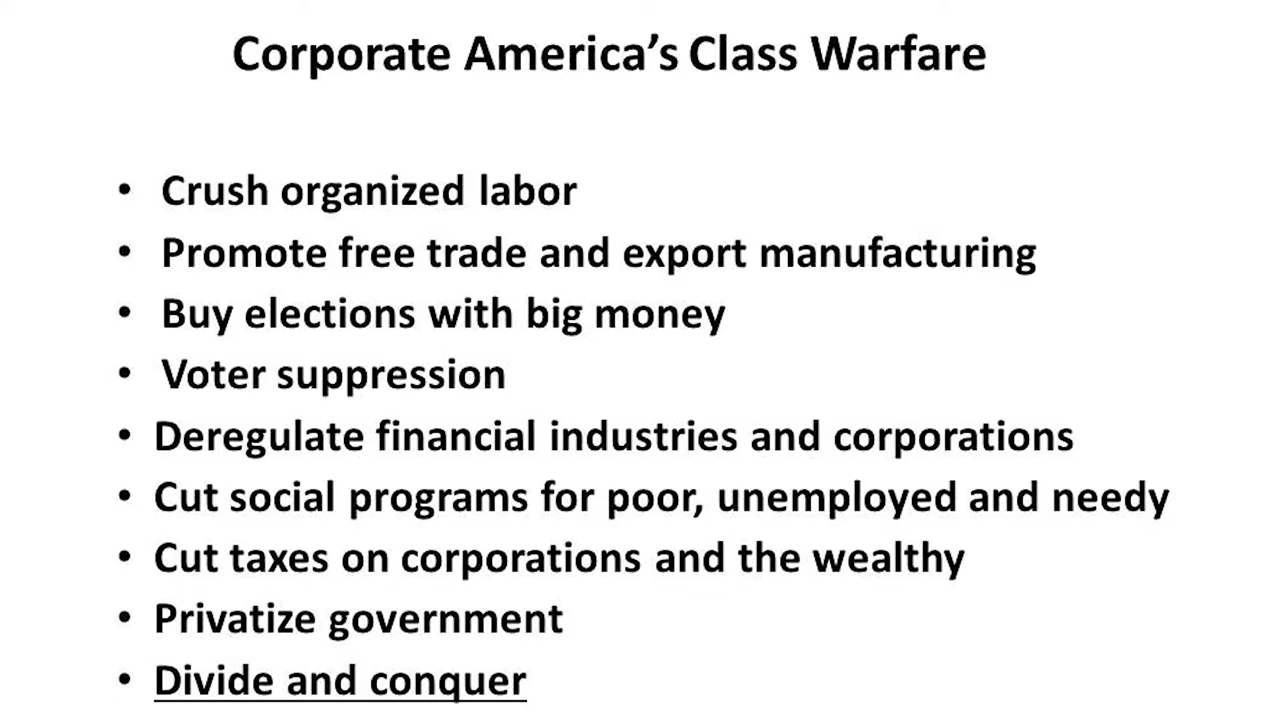 Corporate America's Class Warfare
• Crush organized labor
• Promote free trade and export manufacturing
• Buy elections with big money
• Voter suppression
• Deregulate financial industries and corporations
• Cut social programs for poor, unemployed and needy
• Cut taxes on corporations and the wealthy
• Privatize government
• Divide and conquer